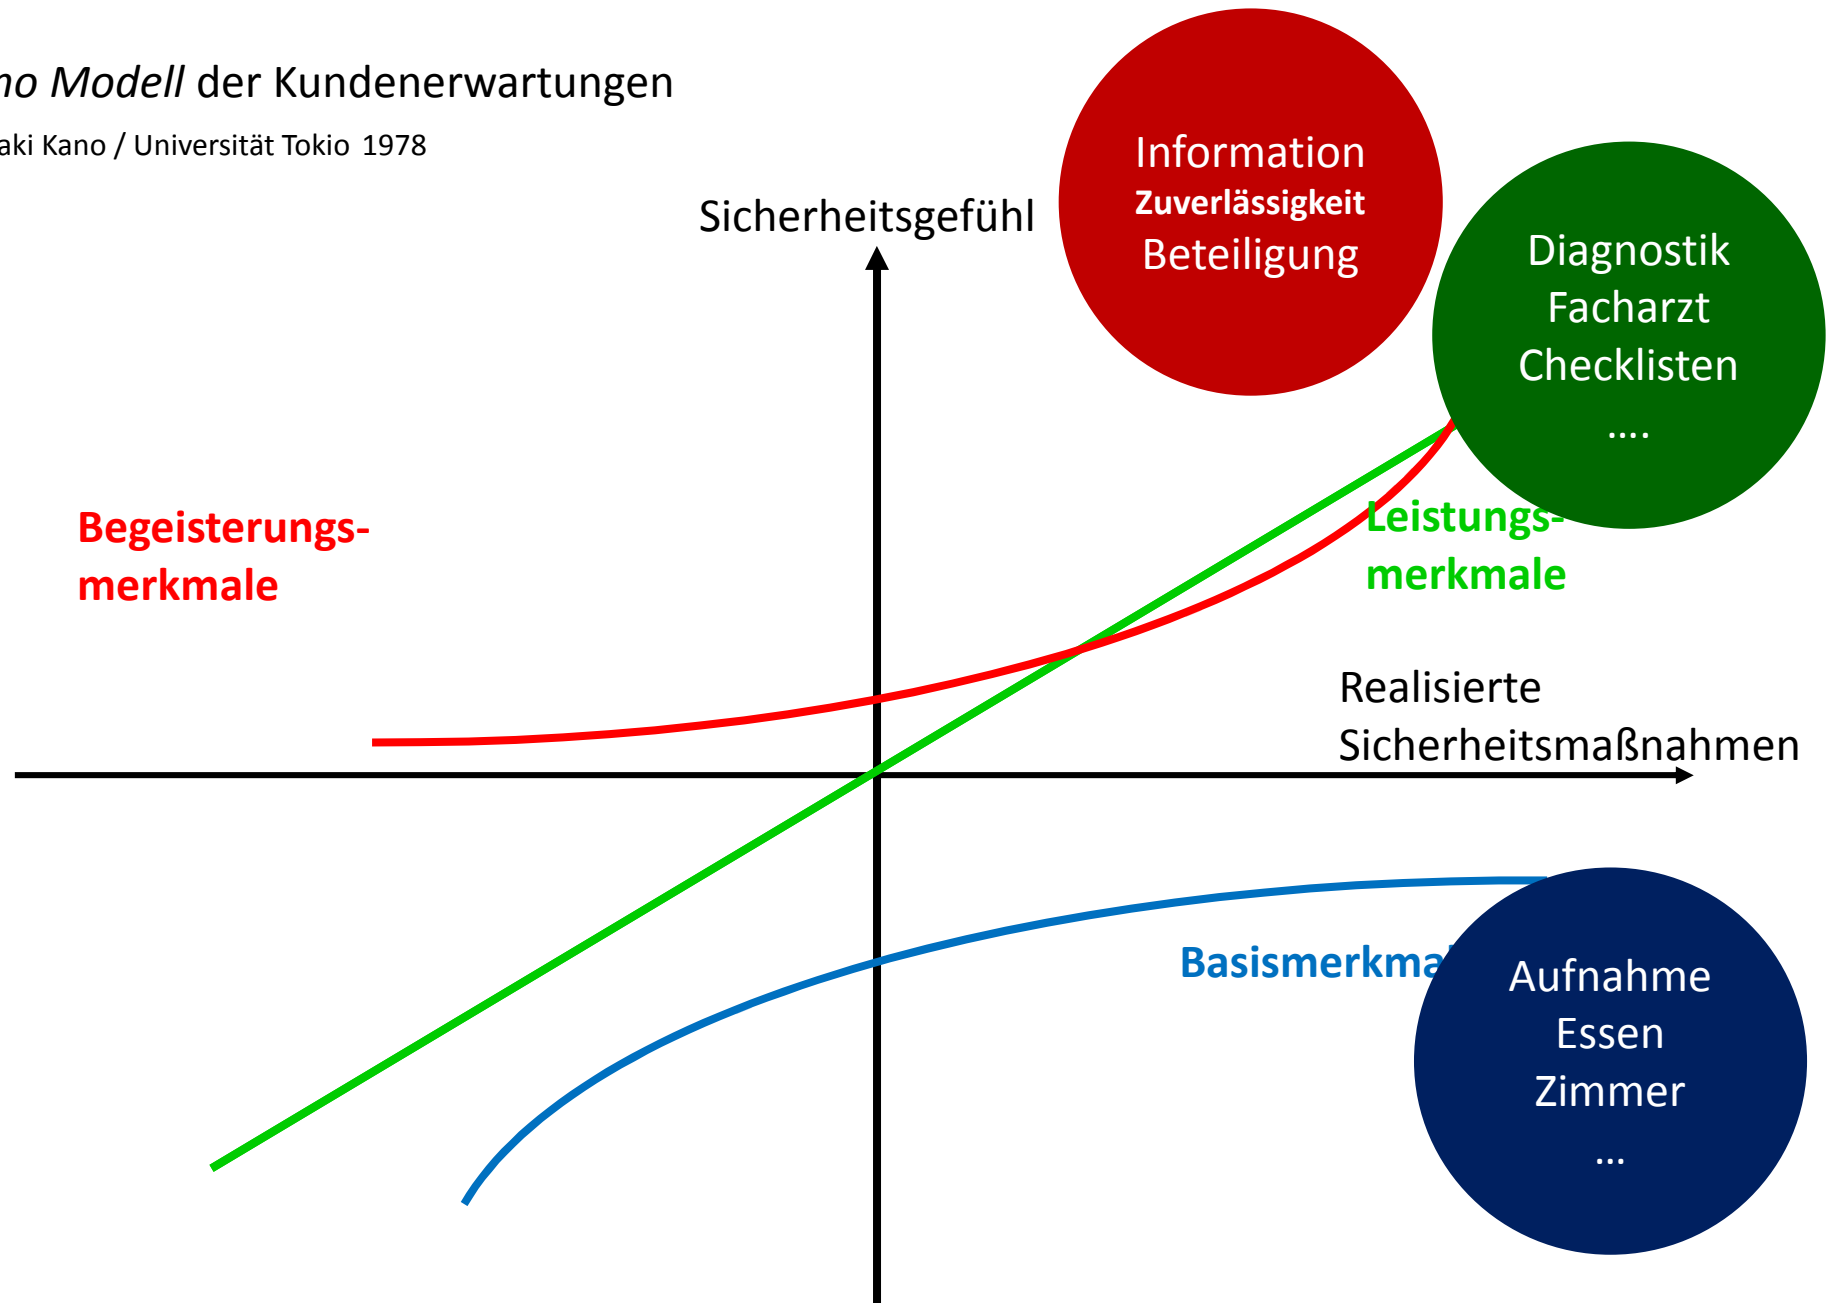 no Modell der Kundenerwartungen
aki Kano / Universität Tokio 1978
Sicherheitsgefühl
Information
Zuverlässigkeit
Beteiligung
Diagnostik
Facharzt
Checklisten
....
Begeisterungs-
merkmale
Leistungs-
merkmale
Realisierte
Sicherheitsmaßnahmen
Basismerkma
Aufnahme
Essen
Zimmer
...